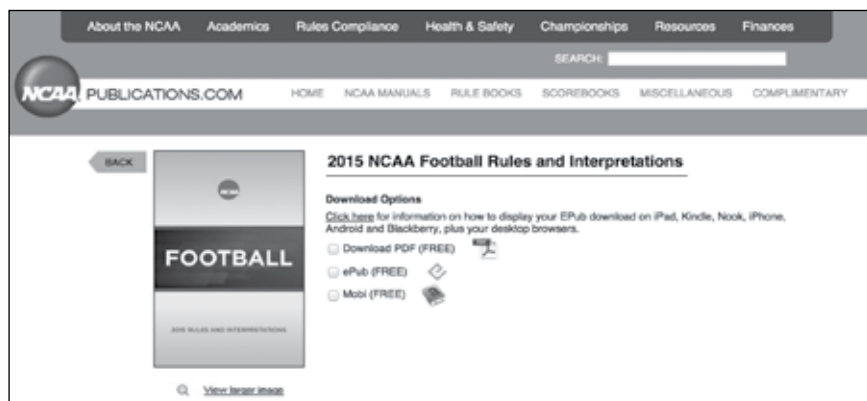 About the NCAA Academics Rules Compliance Health & Safety Championships Resources Finances
SEARCH:
NCAA PUBLICATIONS.COM HOME NCAA MANUALS RULE BOOKS SCOREBOOKS MISCELLANEOUS COMPLIMENTARY
BACK
2015 NCAA Football Rules and Interpretations
Download Options
Click here for information on how to display your EPub download on iPad, Kindle, Nook, iPhone,
Android and Blackberry, plus your desktop browsers.
Download PDF (FREE)
ePub (FREE)
Mobi (FREE)
NCAA
FOOTBALL
2015 RULES AND INTERPRETATIONS
View larger image